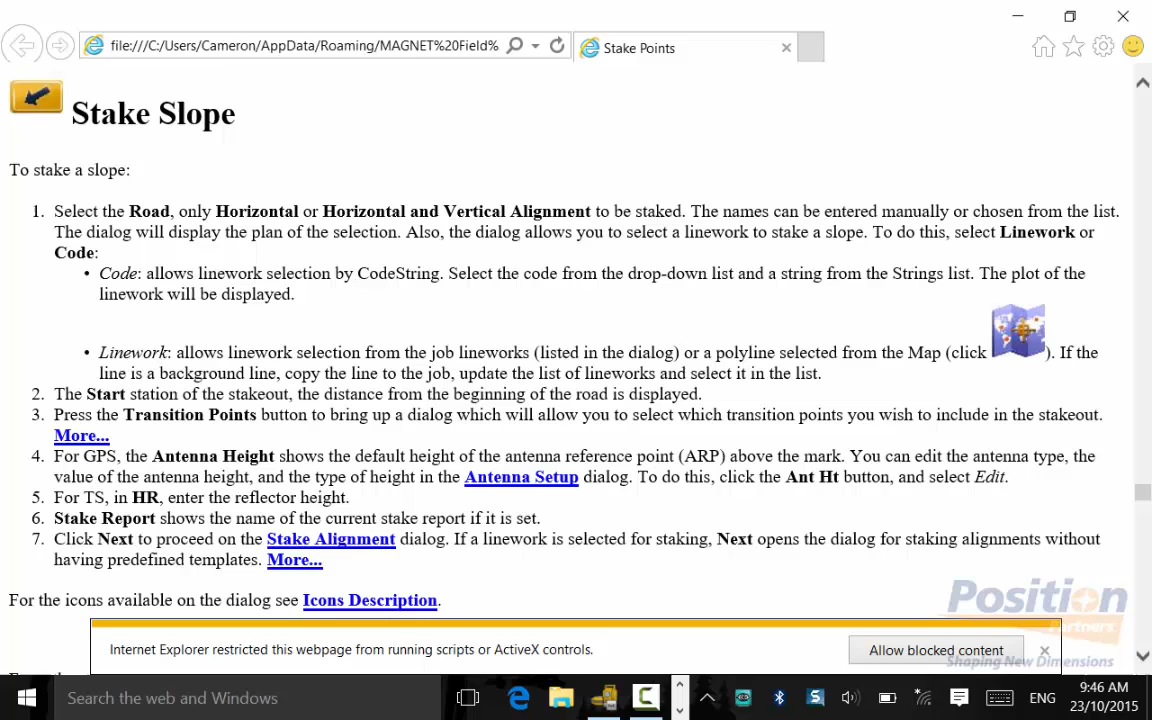 file:///C:/Users/Cameron/AppData/Roaming/MAGNET%20Field%
Stake Points
Stake Slope
To stake a slope:
1. Select the Road, only Horizontal or Horizontal and Vertical Alignment to be staked. The names can be entered manually or chosen from the list.
The dialog will display the plan of the selection. Also, the dialog allows you to select a linework to stake a slope. To do this, select Linework or
Code:
• Code: allows linework selection by CodeString. Select the code from the drop-down list and a string from the Strings list. The plot of the
linework will be displayed.
• Linework: allows linework selection from the job lineworks (listed in the dialog) or a polyline selected from the Map (click ). If the
line is a background line, copy the line to the job, update the list of lineworks and select it in the list.
2. The Start station of the stakeout, the distance from the beginning of the road is displayed.
3. Press the Transition Points button to bring up a dialog which will allow you to select which transition points you wish to include in the stakeout.
More...
4. For GPS, the Antenna Height shows the default height of the antenna reference point (ARP) above the mark. You can edit the antenna type, the
value of the antenna height, and the type of height in the Antenna Setup dialog. To do this, click the Ant Ht button, and select Edit.
5. For TS, in HR, enter the reflector height.
6. Stake Report shows the name of the current stake report if it is set.
7. Click Next to proceed on the Stake Alignment dialog. If a linework is selected for staking, Next opens the dialog for staking alignments without
having predefined templates. More...
For the icons available on the dialog see Icons Description.
Position
Partners
Internet Explorer restricted this webpage from running scripts or ActiveX controls.
Allow blocked content
Shaping New Dimensions
Search the web and Windows
ENG
9:46 AM
23/10/2015